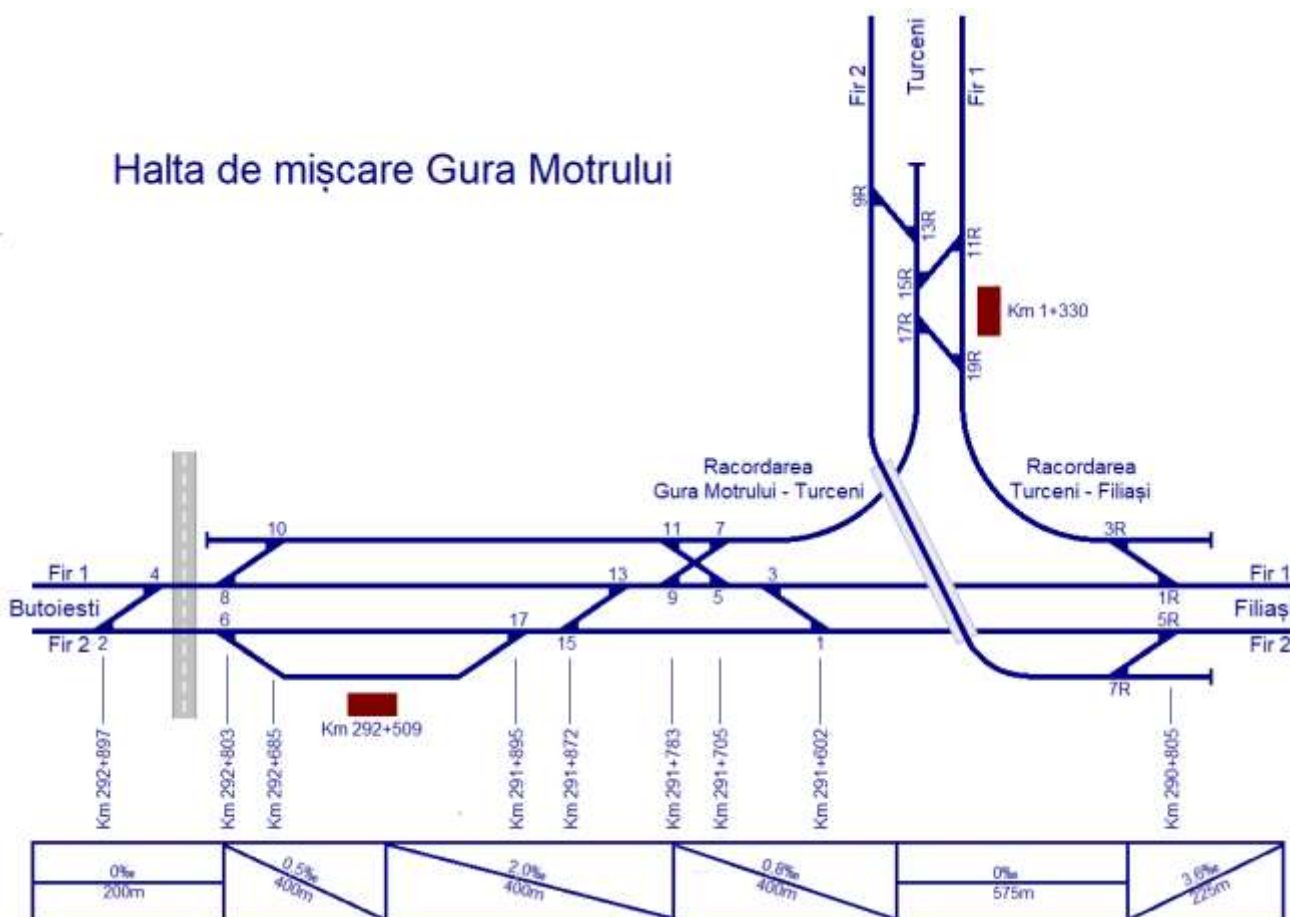 Halta de mișcare Gura Motrului
Fir 2
Turceni
Fir 1
9R
13R
11R
15R
17R
19R
Km 1+330
Racordarea
Gura Motrului - Turceni
Racordarea
Turceni - Filiași
10
11
7
3R
Fir 1
4
13
3
Fir 1
8
9
5
1R
Butoiesti
Filiaș
6
17
5R
Fir 2
2
15
1
Fir 2
7R
Km 292+509
Km 292+897
Km 292+803
Km 292+685
Km 291+895
Km 291+872
Km 291+783
Km 291+705
Km 291+602
Km 290+805
0‰
200m
0,5‰
400m
2,0‰
400m
0,8‰
400m
0‰
575m
3,6‰
225m